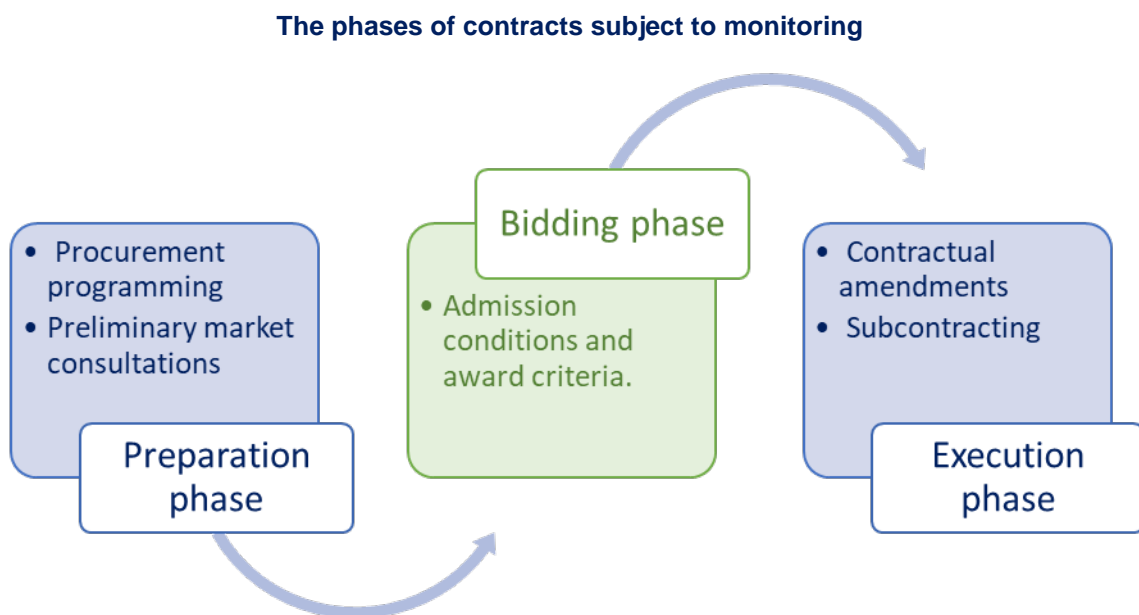 The phases of contracts subject to monitoring
• Procurement
programming
• Preliminary market
consultations
Preparation
phase
Bidding phase
• Admission
conditions and
award criteria.
• Contractual
amendments
• Subcontracting
Execution
phase